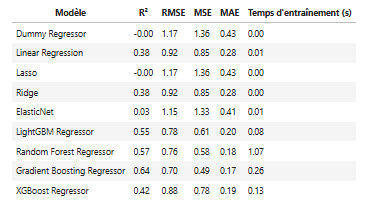 Modèle R² RMSE MSE MAE Temps d'entraînement (s)
Dummy Regressor -0.00 1.17 1.36 0.43 0.00
Linear Regression 0.38 0.92 0.85 0.28 0.01
Lasso -0.00 1.17 1.36 0.43 0.00
Ridge 0.38 0.92 0.85 0.28 0.00
ElasticNet 0.03 1.15 1.33 0.41 0.01
LightGBM Regressor 0.55 0.78 0.61 0.20 0.08
Random Forest Regressor 0.57 0.76 0.58 0.18 1.07
Gradient Boosting Regressor 0.64 0.70 0.49 0.17 0.26
XGBoost Regressor 0.42 0.88 0.78 0.19 0.13